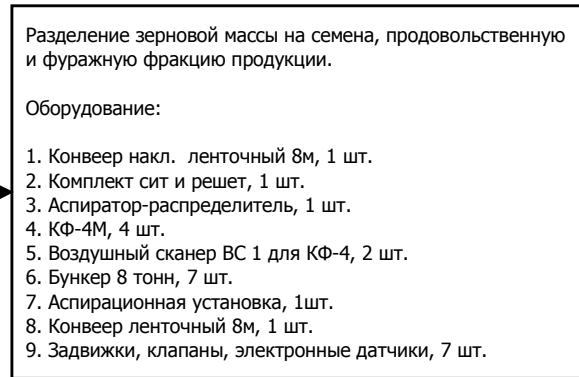 Разделение зерновой массы на семена, продовольственную
и фуражную фракцию продукции.
Оборудование:
1. Конвеер накл. ленточный 8м, 1 шт.
2. Комплект сит и решет, 1 шт.
3. Аспиратор-распределитель, 1 шт.
4. КФ-4М, 4 шт.
5. Воздушный сканер ВС 1 для КФ-4, 2 шт.
6. Бункер 8 тонн, 7 шт.
7. Аспирационная установка, 1шт.
8. Конвеер ленточный 8м, 1 шт.
9. Задвижки, клапаны, электронные датчики, 7 шт.